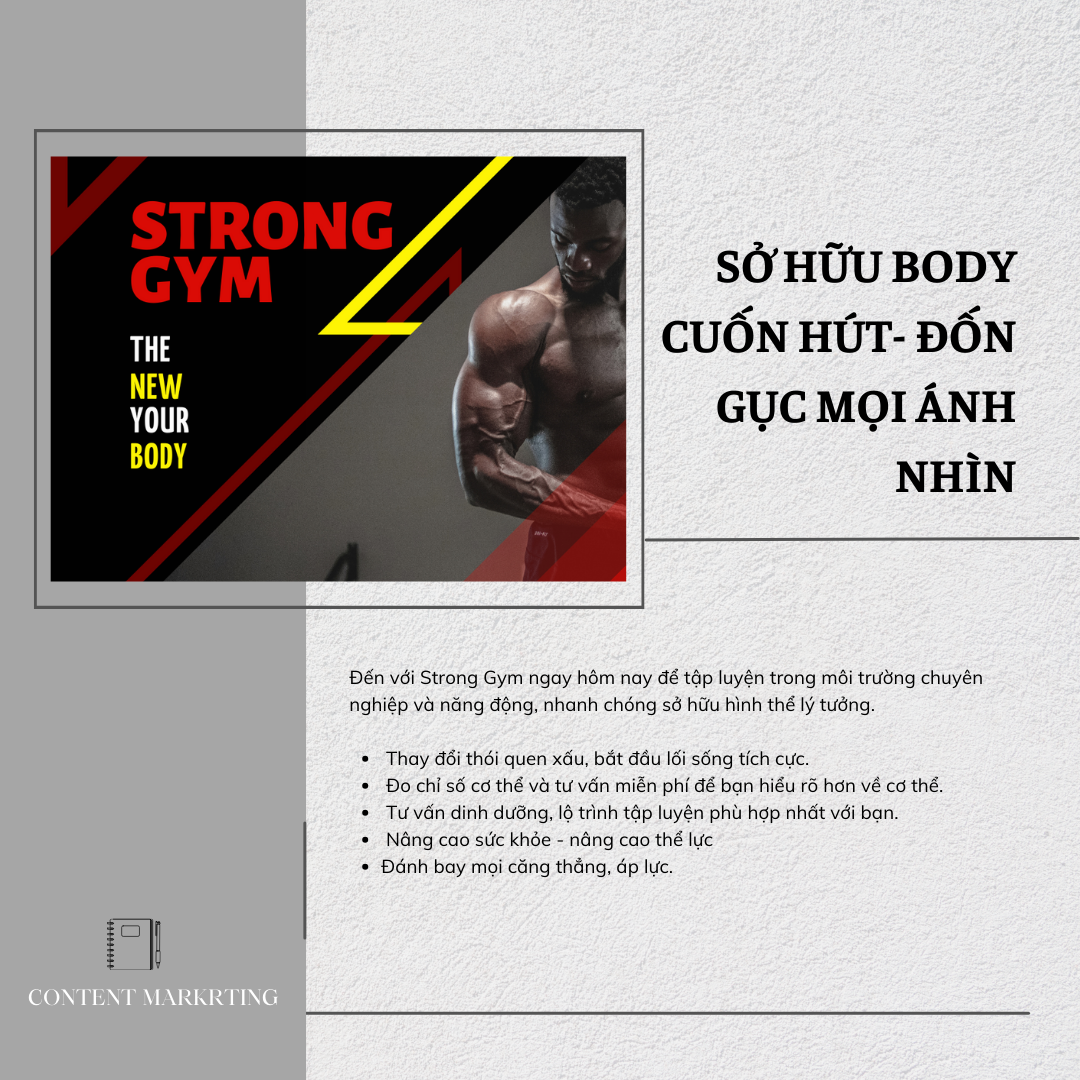 STRONG
GYM
THE
NEW
YOUR
BODY
SỞ HỮU BODY
CUỐN HÚT- ĐỐN
GỤC MỌI ÁNH
NHÌN
Đến với Strong Gym ngay hôm nay để tập luyện trong môi trường chuyên
nghiệp và năng động, nhanh chóng sở hữu hình thể lý tưởng.
• Thay đổi thói quen xấu, bắt đầu lối sống tích cực.
• Đo chỉ số cơ thể và tư vấn miễn phí để bạn hiểu rõ hơn về cơ thể.
• Tư vấn dinh dưỡng, lộ trình tập luyện phù hợp nhất với bạn.
• Nâng cao sức khỏe - nâng cao thể lực
• Đánh bay mọi căng thẳng, áp lực.
CONTENT MARKRTING